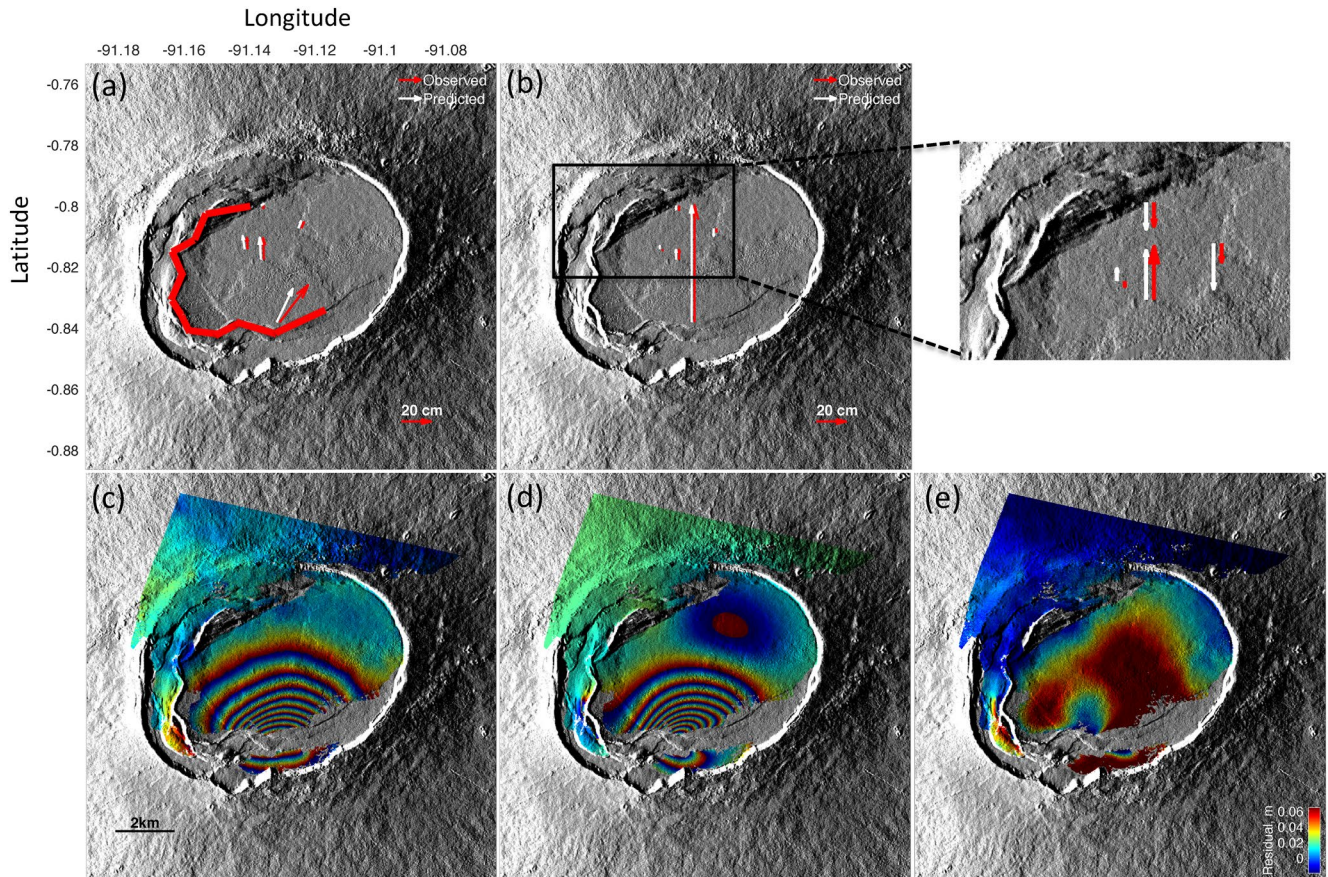 Longitude
-91.18 -91.16 -91.14 -91.12 -91.1 -91.08
Latitude
-0.76
-0.78
-0.8
-0.82
-0.84
-0.86
-0.88
(a)
Observed
Predicted
20 cm
(b)
Observed
Predicted
20 cm
(c)
2km
(d)
(e)
Residual, m
0.06
0.04
0.02
0